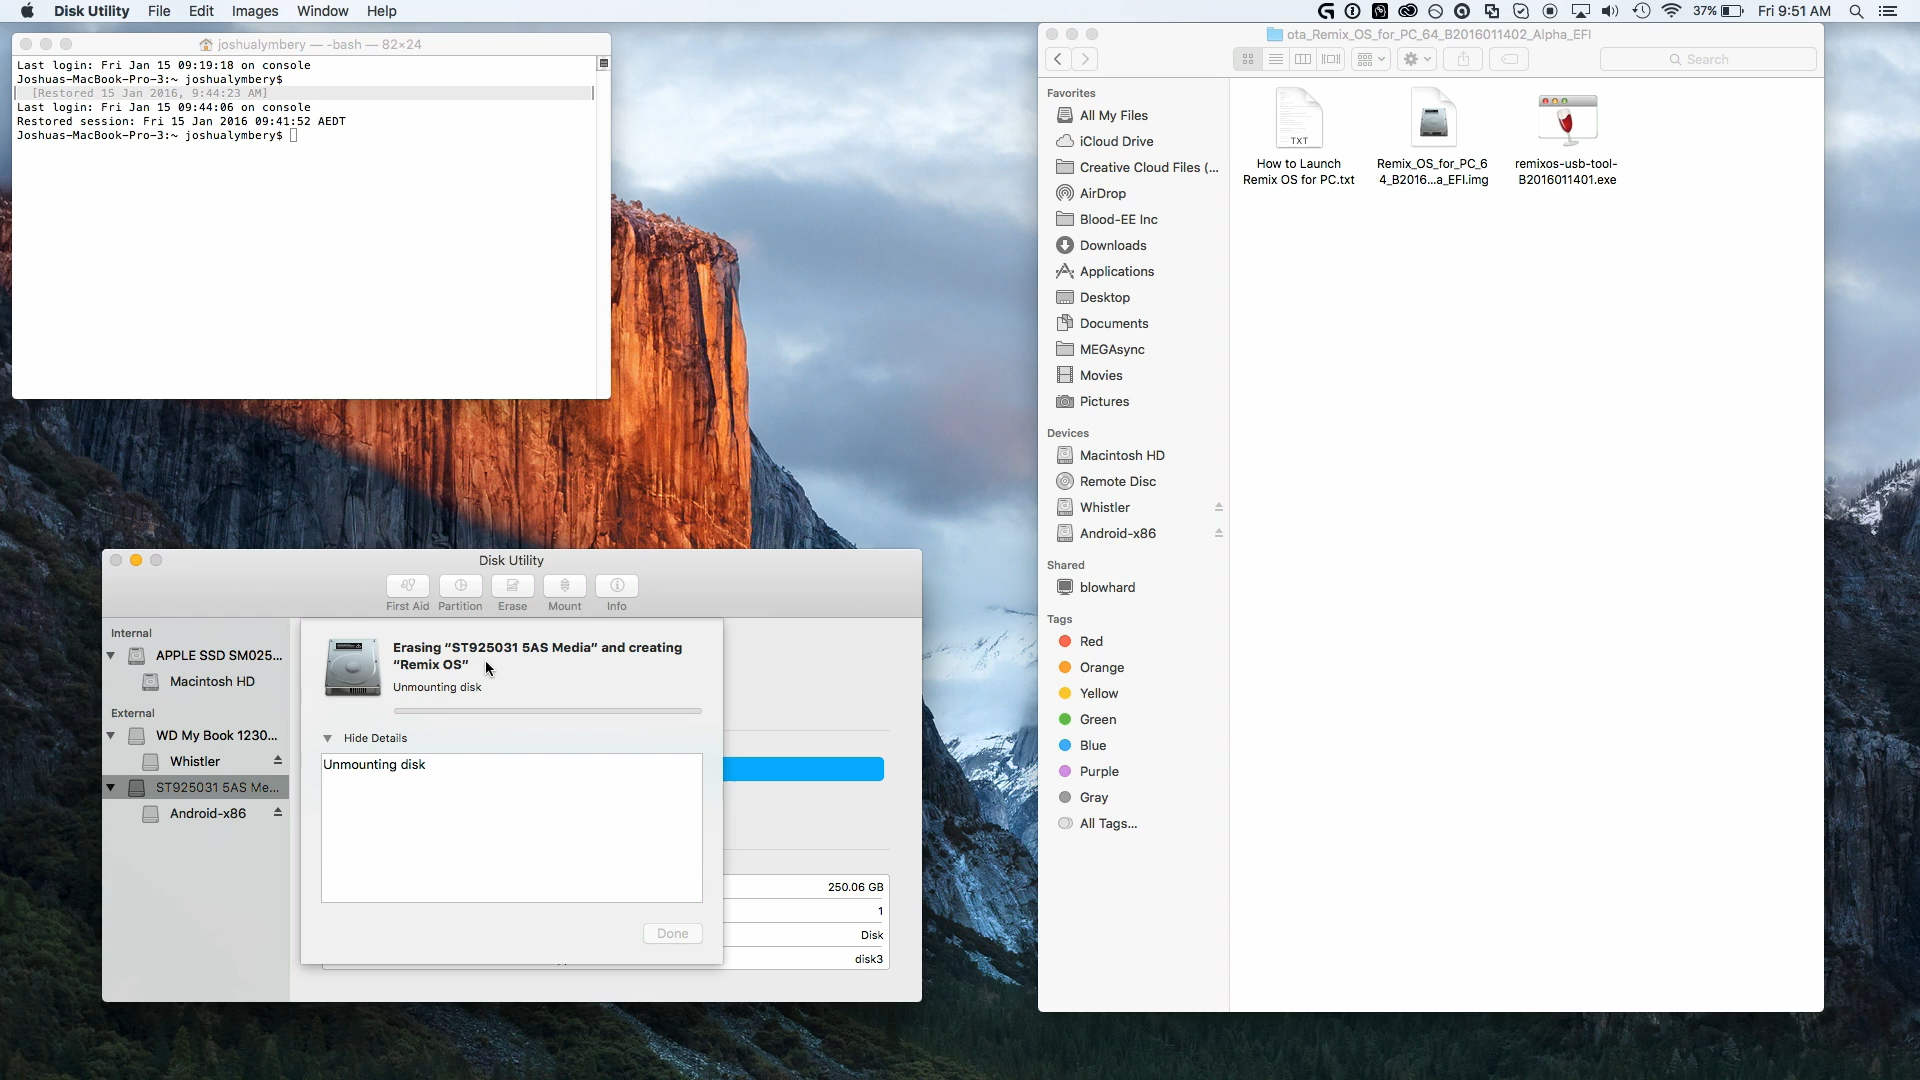 Disk Utility File Edit Images Window Help
37% Fri 9:51 AM
joshualymbery — -bash — 82×24
Last login: Fri Jan 15 09:19:18 on console
Joshuas-MacBook-Pro-3:~ joshualymbery$
[Restored 15 Jan 2016, 9:44:23 AM]
Last login: Fri Jan 15 09:44:06 on console
Restored session: Fri 15 Jan 2016 09:41:52 AEDT
Joshuas-MacBook-Pro-3:~ joshualymbery$
Disk Utility
First Aid Partition Erase Mount Info
Internal
APPLE SSD SM025...
Macintosh HD
External
WD My Book 1230...
Whistler
ST925031 5AS Me...
Android-x86
Erasing “ST925031 5AS Media” and creating
“Remix OS”
Unmounting disk
Hide Details
Unmounting disk
Done
250.06 GB
1
Disk
disk3
ota_Remix_OS_for_PC_64_B2016011402_Alpha_EFI
Search
Favorites
All My Files
iCloud Drive
Creative Cloud Files (...
AirDrop
Blood-EE Inc
Downloads
Applications
Desktop
Documents
MEGAsync
Movies
Pictures
Devices
Macintosh HD
Remote Disc
Whistler
Android-x86
Shared
blowhard
Tags
Red
Orange
Yellow
Green
Blue
Purple
Gray
All Tags...
TXT
How to Launch
Remix OS for PC.txt
Remix_OS_for_PC_6
4_B2016...a_EFI.img
remixos-usb-tool-
B2016011401.exe